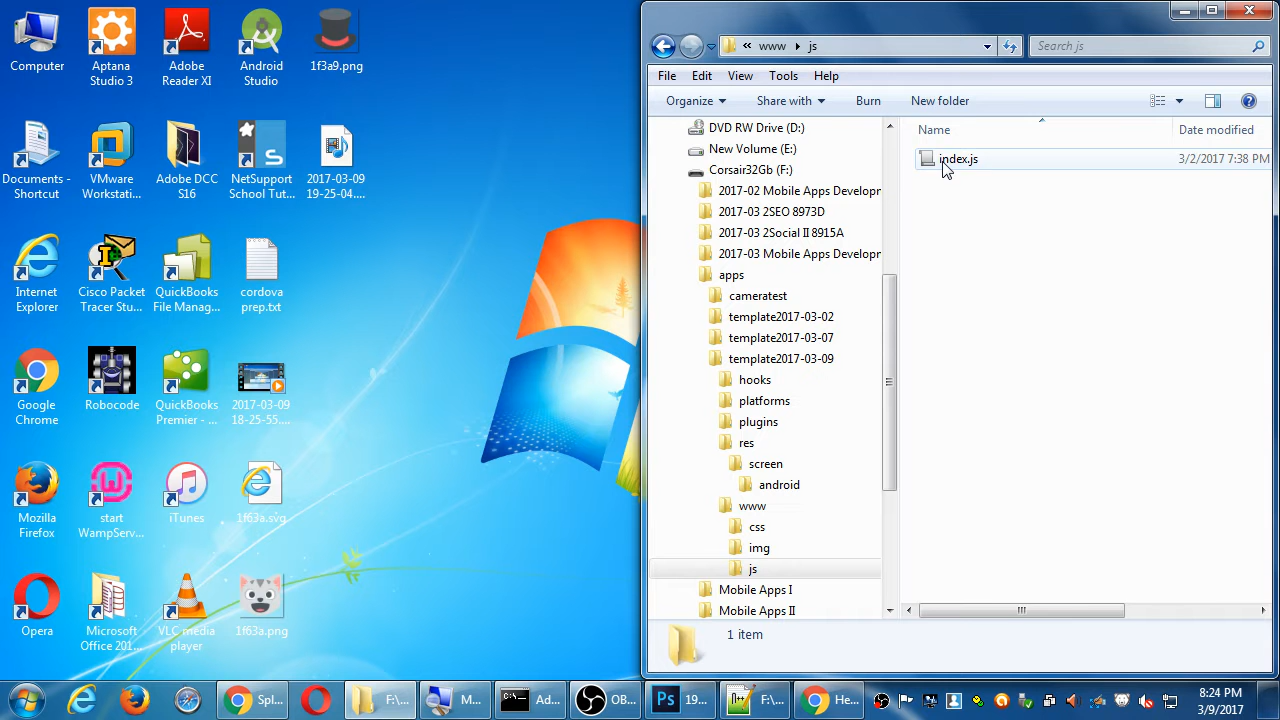 Computer
Aptana
Studio 3
Adobe
Reader XI
Android
Studio
1f3a9.png
Documents -
Shortcut
VMware
Workstati...
Adobe DCC
S16
NetSupport
School Tut...
2017-03-09
19-25-04....
Internet
Explorer
Cisco Packet
Tracer Stu...
QuickBooks
File Manag...
cordova
prep.txt
Google
Chrome
Robocode
QuickBooks
Premier - ...
2017-03-09
18-25-55....
Mozilla
Firefox
start
WampServ...
iTunes
1f63a.svg
Opera
Microsoft
Office 201...
VLC media
player
1f63a.png
« www ▸ js
Search js
File Edit View Tools Help
Organize Share with Burn New folder
DVD RW Drive (D:)
New Volume (E:)
Corsair32Gb (F:)
2017-02 Mobile Apps Developr
2017-03 2SEO 8973D
2017-03 2Social II 8915A
2017-03 Mobile Apps Developr
apps
cameratest
template2017-03-02
template2017-03-07
template2017-03-09
hooks
platforms
plugins
res
screen
android
www
css
img
js
Mobile Apps I
Mobile Apps II
Name Date modified
index.js 3/2/2017 7:38 PM
1 item
Spl... F:\... M... Ad... OB... Ps 19... F:\... He...
8:24 PM
3/9/2017